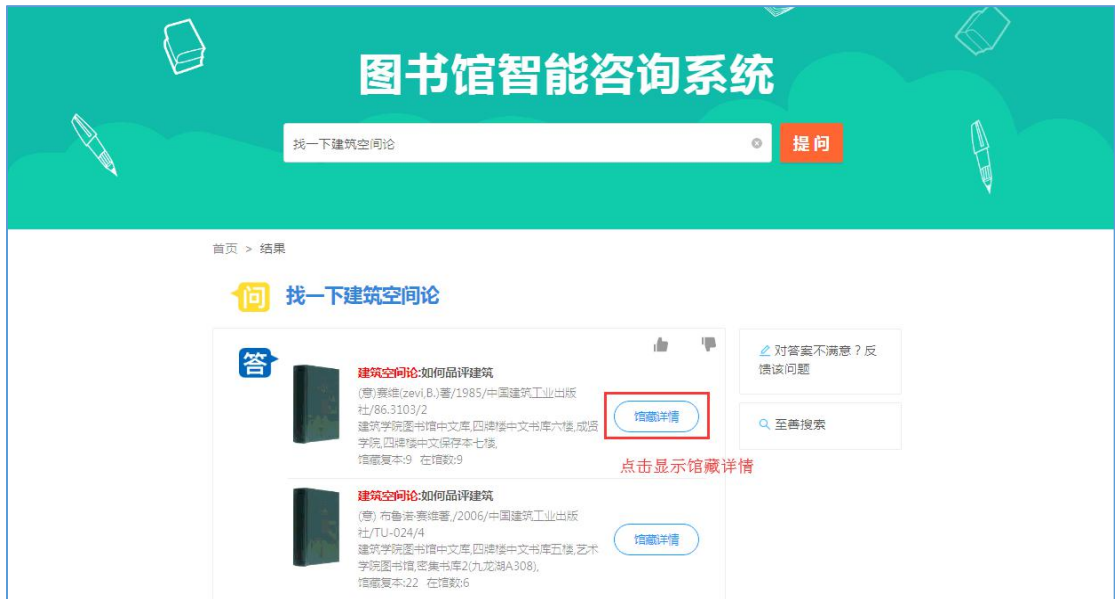 图书馆智能咨询系统
找一下建筑空间论
提问
首页 > 结果
问
找一下建筑空间论
答
建筑空间论:如何品评建筑
(意)赛维(zevi,B.)著/1985/中国建筑工业出版
社/86.3103/2
建筑学院图书馆中文库,四牌楼中文书库六楼,成贤
学院,四牌楼中文保存本七楼,
馆藏复本:9 在馆数:9
馆藏详情
点击显示馆藏详情
对答案不满意？反
馈该问题
至善搜索
建筑空间论:如何品评建筑
(意) 布鲁诺·赛维著,/2006/中国建筑工业出版
社/TU-024/4
建筑学院图书馆中文库,四牌楼中文书库五楼,艺术
学院图书馆,密集书库2(九龙湖A308),
馆藏复本:22 在馆数:6
馆藏详情